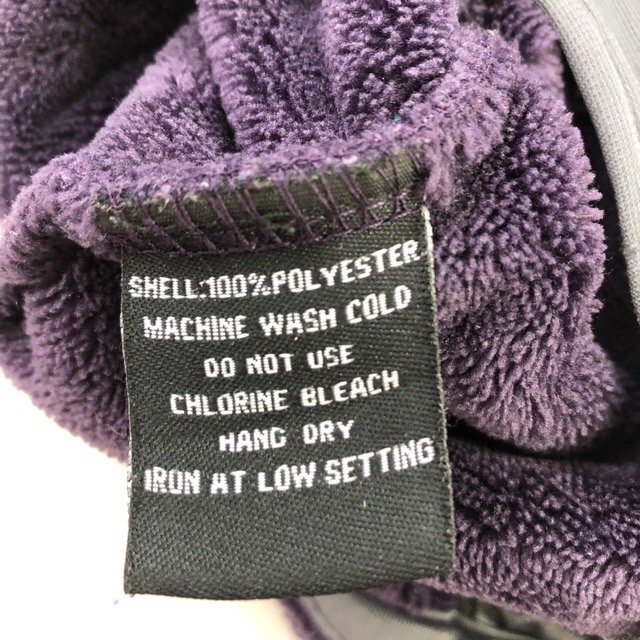 SHELL:100%POLYESTER
MACHINE WASH COLD
DO NOT USE
CHLORINE BLEACH
HANG DRY
IRON AT LOW SETTING